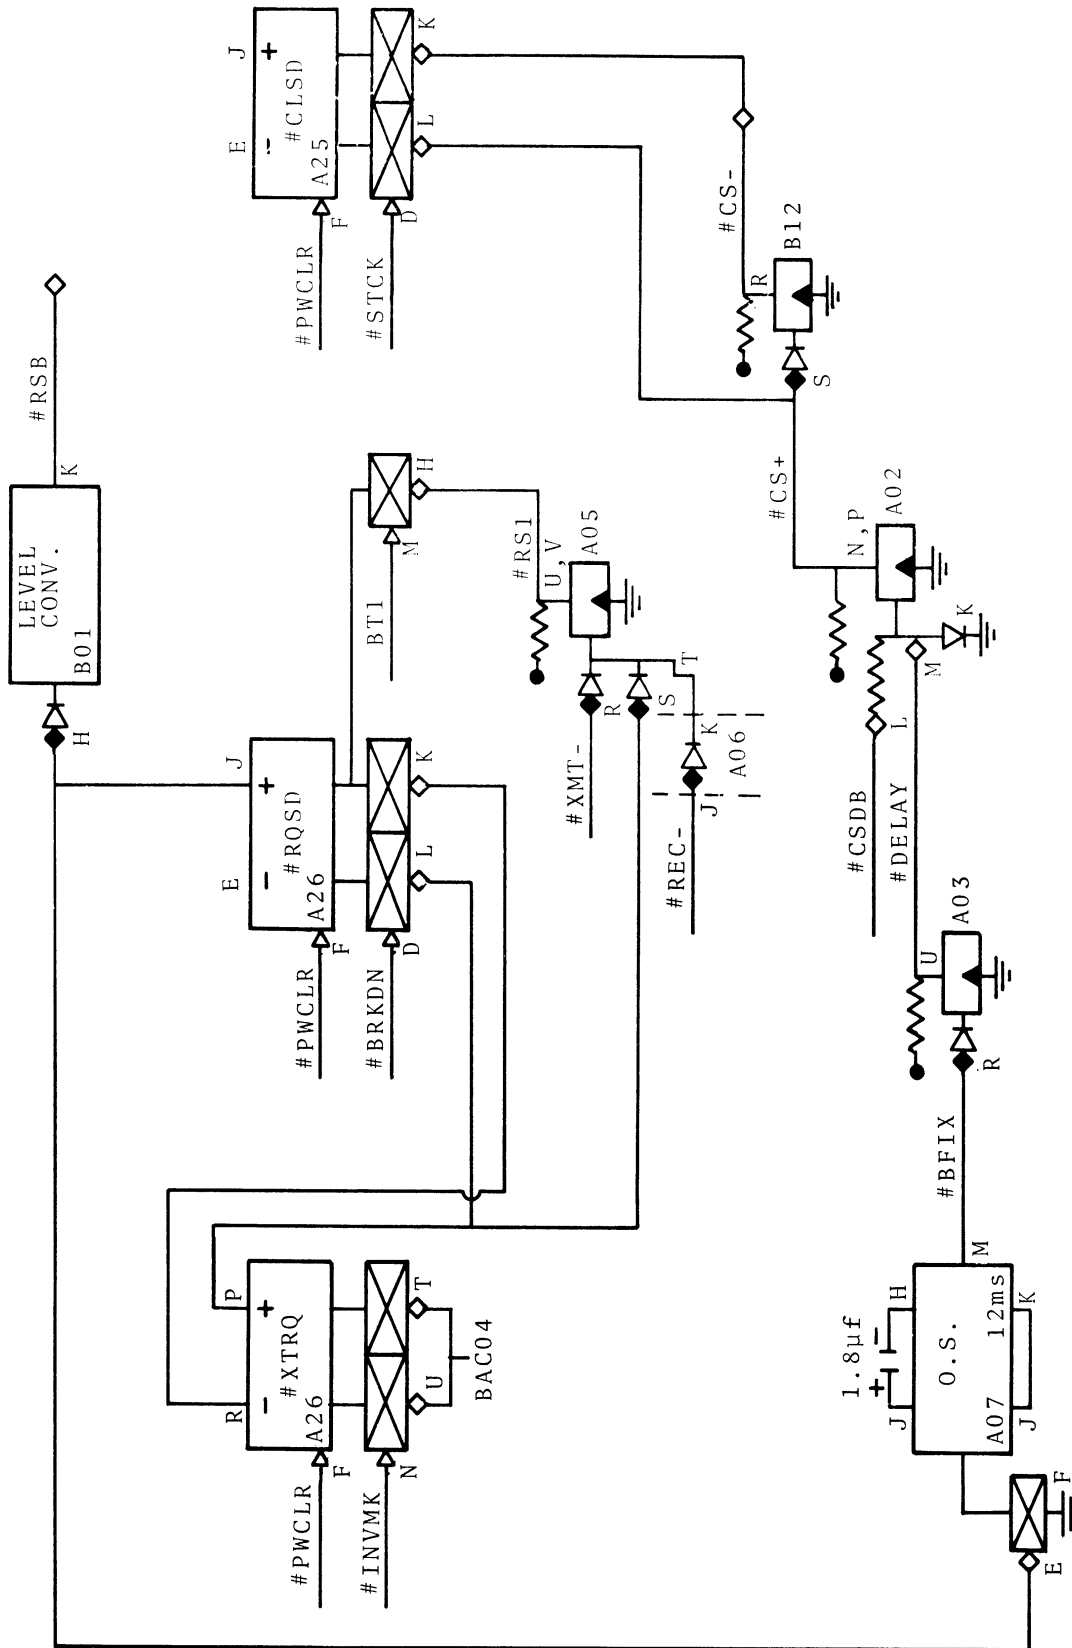 J
E
+
-
#CLSD
A25
K
L
F
D
#PWCLR
#STCK
#CS-
R
B12
S
#RSB
K
LEVEL
CONV.
B01
H
H
M
BT1
#RS1
U,V
A05
#CS+
N,P
A02
K
M
L
#CSDB
#DELAY
J
E
+
-
#RQSD
A26
K
L
F
D
#PWCLR
#BRKDN
#XMT-
R
S
T
K
A06
J
#REC-
U
A03
R
#BFIX
P
R
+
-
#XTRQ
A26
T
U
BAC04
F
N
#PWCLR
#INVMK
M
H
J
1.8µf
-
+
O.S.
12ms
A07
K
J
F
E